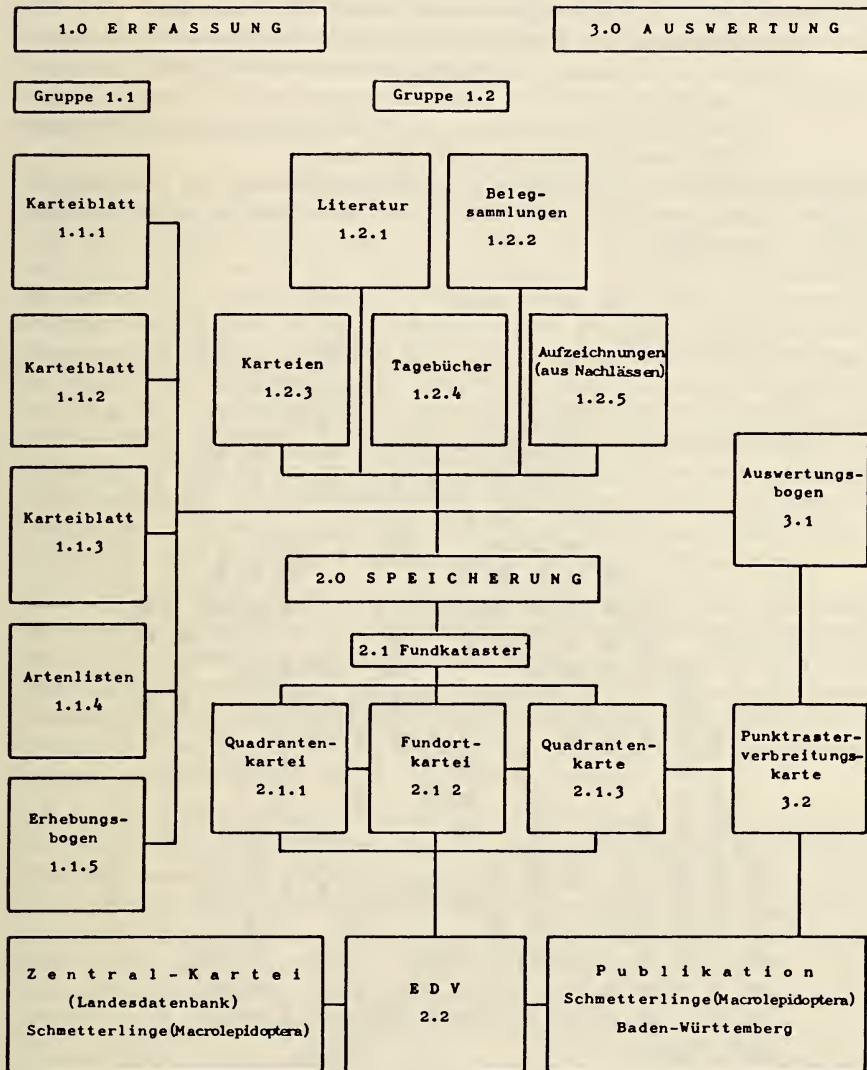 1.0 E R F A S S U N G
3.0 A U S W E R T U N G
Gruppe 1.1
Gruppe 1.2
Karteiblatt
1.1.1
Literatur
1.2.1
Beleg-
sammlungen
1.2.2
Karteiblatt
1.1.2
Karteien
1.2.3
Tagebücher
1.2.4
Aufzeichnungen
(aus Nachlässen)
1.2.5
Karteiblatt
1.1.3
Auswertungs-
bogen
3.1
2.0 S P E I C H E R U N G
2.1 Fundkataster
Artenlisten
1.1.4
Quadranten-
kartei
2.1.1
Fundort-
kartei
2.1 2
Quadranten-
karte
2.1.3
Punktraster-
verbreitungs-
karte
3.2
Erhebungs-
bogen
1.1.5
Z e n t r a l - K a r t e i
(Landesdatenbank)
Schmetterlinge(Macrolepidoptera)
E D V
2.2
P u b l i k a t i o n
Schmetterlinge(Macrolepidoptera)
Baden-Württemberg